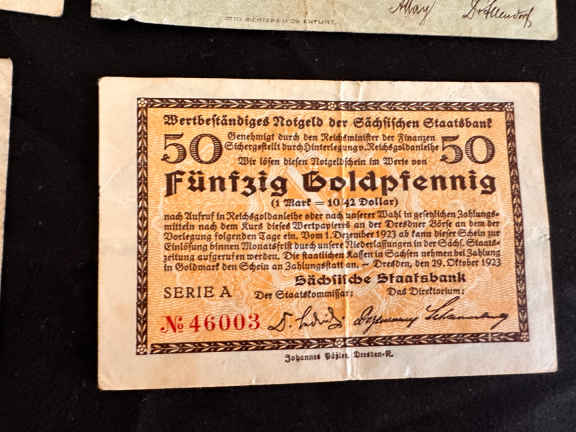 Wertbeständiges Notgeld der Sächsischen Staatsbank
50 Genehmigt durch den Reichsminister der Finanzen 50
Sichergestellt durch Hinterlegung v. Reichsgoldanleihe
Wir lösen diesen Notgeldschein im Werte von
Fünfzig Goldpfennig
(1 Mark = 10/42 Dollar)
nach Aufruf in Reichsgoldanleihe oder nach unserer Wahl in gesetzlichen Zahlungs-
mitteln nach dem Kurs dieses Wertpapiers an der Dresdner Börse an dem der
Vorlegung folgenden Tage ein. Vom 1. Dezember 1923 ab kann dieser Schein zur
Einlösung binnen Monatsfrist durch unsere Niederlassungen in der Sächs. Staats-
zeitung aufgerufen werden. Die staatlichen Kassen in Sachsen nehmen bei Zahlung
in Goldmark den Schein an Zahlungsstatt an. – Dresden, den 29. Oktober 1923
Sächsische Staatsbank
SERIE A Der Staatskommissar: Das Direktorium:
№ 46003
Johannes Päßler, Dresden-N.